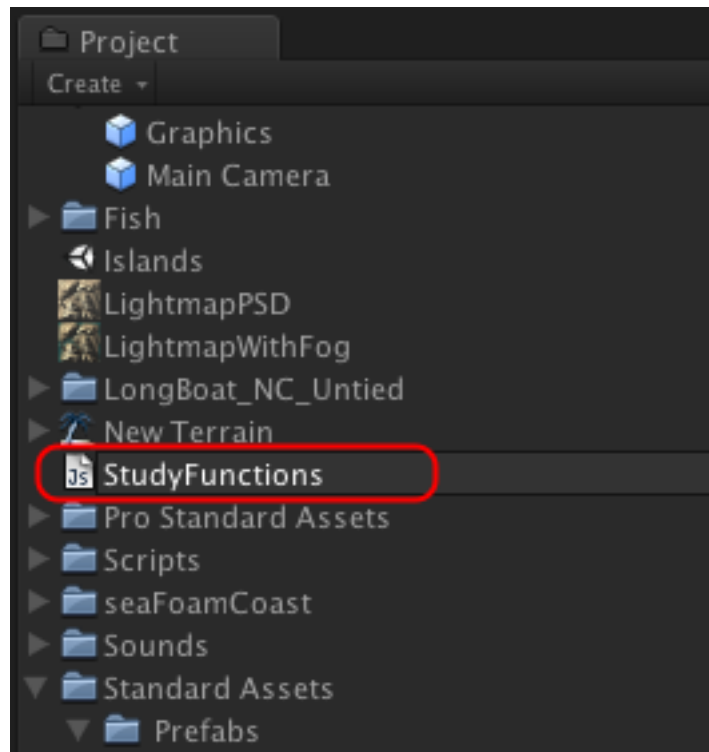 Project
Create
Graphics
Main Camera
Fish
Islands
LightmapPSD
LightmapWithFog
LongBoat_NC_Untied
New Terrain
Js StudyFunctions
Pro Standard Assets
Scripts
seaFoamCoast
Sounds
Standard Assets
Prefabs